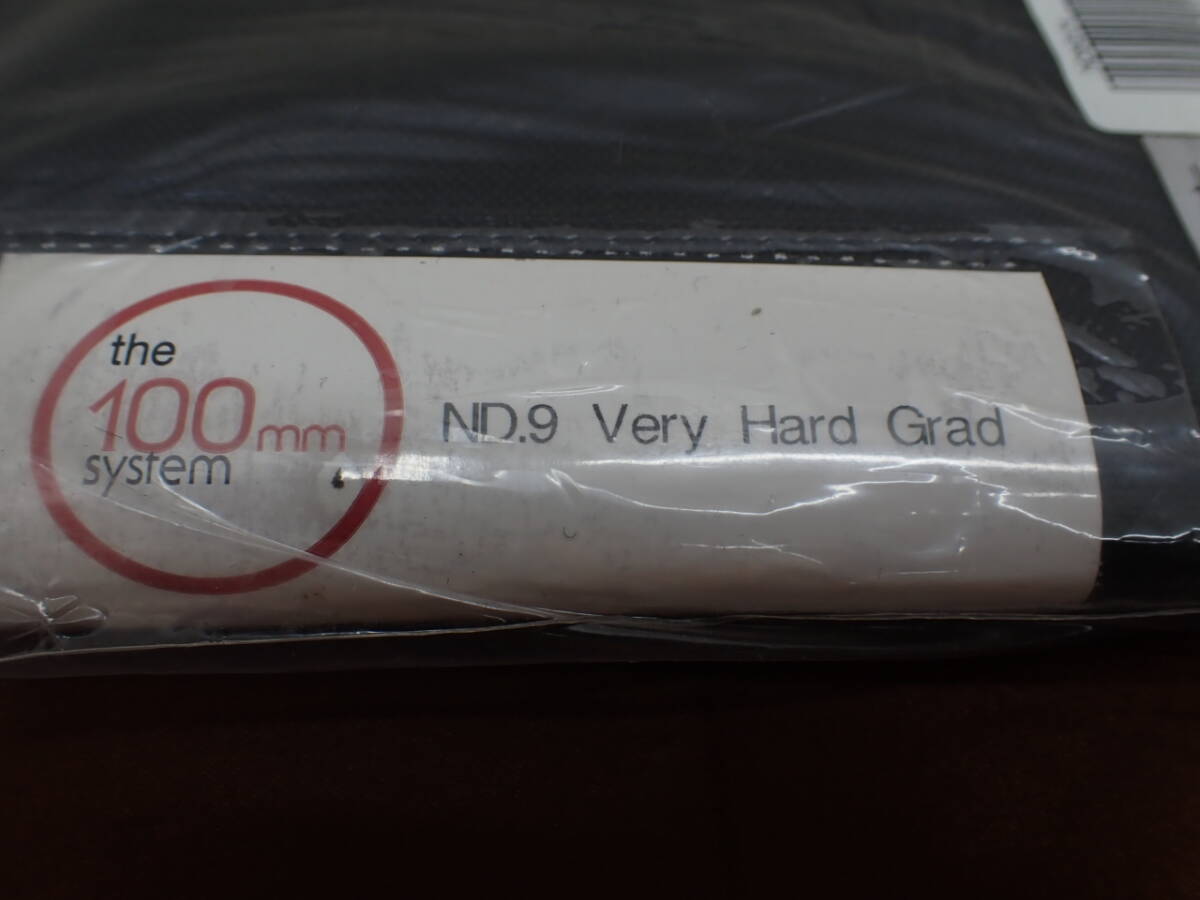 the
100mm
system
ND.9 Very Hard Grad